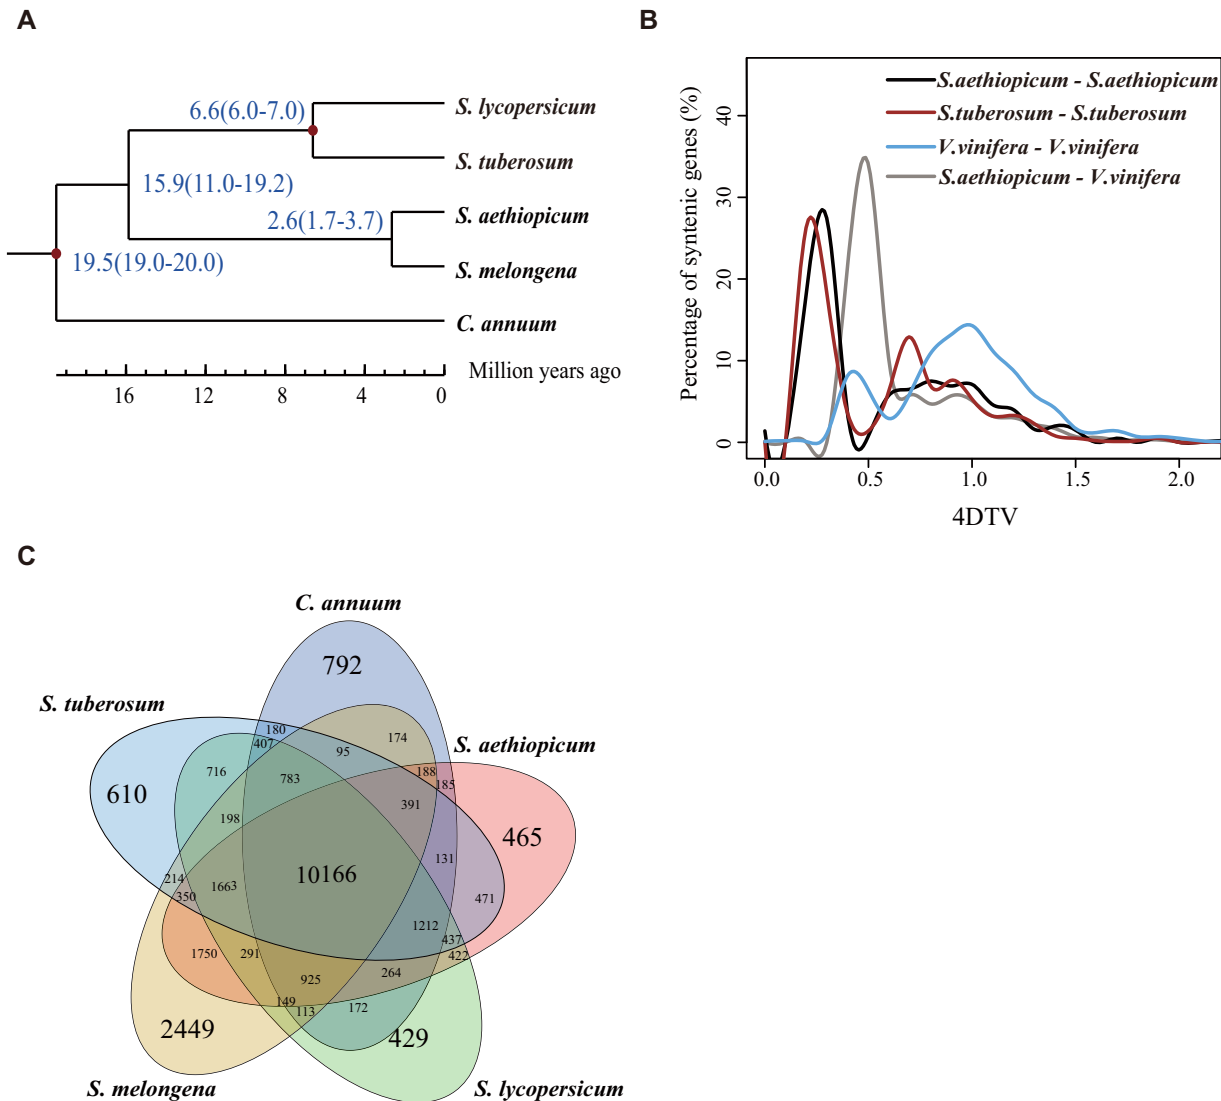 A
6.6(6.0-7.0)
S. lycopersicum
S. tuberosum
15.9(11.0-19.2)
2.6(1.7-3.7)
S. aethiopicum
19.5(19.0-20.0)
S. melongena
C. annuum
Million years ago
16 12 8 4 0
B
Percentage of syntenic genes (%)
40
30
20
10
0
S.aethiopicum - S.aethiopicum
S.tuberosum - S.tuberosum
V.vinifera - V.vinifera
S.aethiopicum - V.vinifera
0.0 0.5 1.0 1.5 2.0
4DTV
C
C. annuum
792
S. tuberosum
180
174
S. aethiopicum
407
95
716
783
188
185
610
391
198
465
131
10166
214
1663
350
471
1212
437
1750
291
422
264
925
149
113
172
2449
429
S. melongena
S. lycopersicum